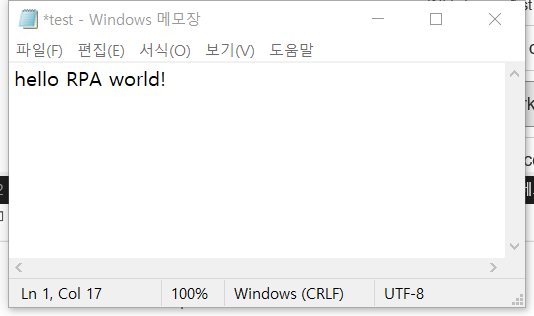 *test - Windows 메모장
파일(F) 편집(E) 서식(O) 보기(V) 도움말
hello RPA world!
Ln 1, Col 17 100% Windows (CRLF) UTF-8